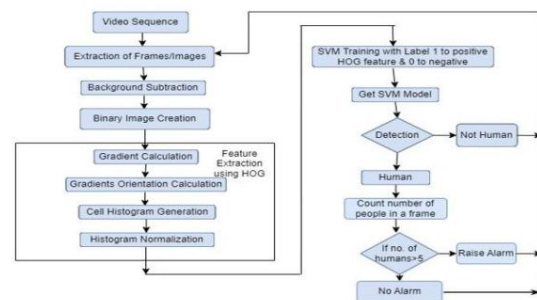 Video Sequence
Extraction of Frames/Images
Background Subtraction
Binary Image Creation
Feature
Extraction
using HOG
Gradient Calculation
Gradients Orientation Calculation
Cell Histogram Generation
Histogram Normalization
SVM Training with Label 1 to positive
HOG feature & 0 to negative
Get SVM Model
Detection
Not Human
Human
Count number of
people in a frame
If no. of
humans>5
Raise Alarm
No Alarm